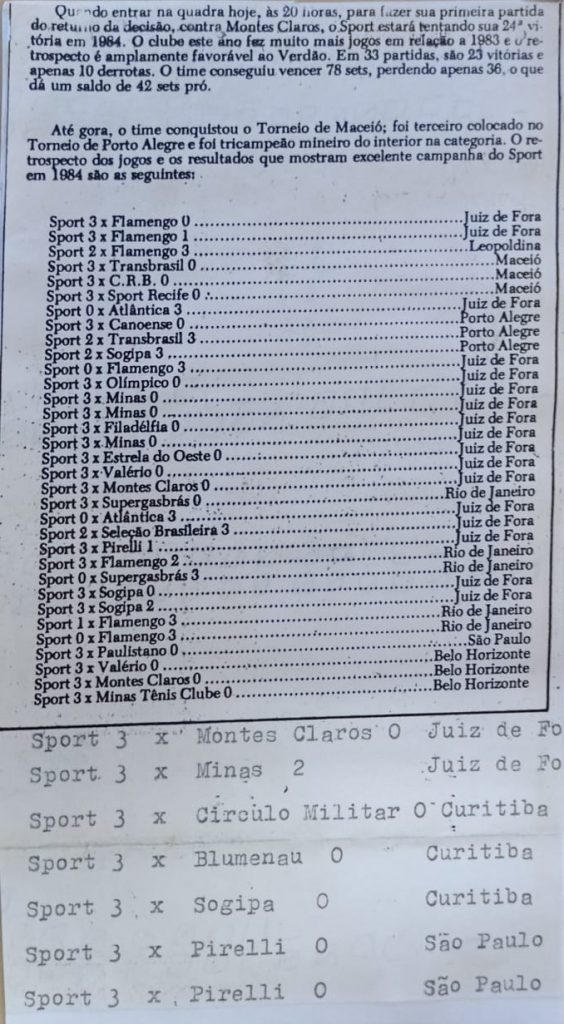 Quando entrar na quadra hoje, às 20 horas, para fazer sua primeira partida
do returno da decisão, contra Montes Claros, o Sport estará tentando sua 24ª vi-
tória em 1984. O clube este ano fez muito mais jogos em relação a 1983 e o re-
trospecto é amplamente favorável ao Verdão. Em 33 partidas, são 23 vitórias e
apenas 10 derrotas. O time conseguiu vencer 78 sets, perdendo apenas 36, o que
dá um saldo de 42 sets pró.
Até gora, o time conquistou o Torneio de Maceió; foi terceiro colocado no
Torneio de Porto Alegre e foi tricampeão mineiro do interior na categoria. O re-
trospecto dos jogos e os resultados que mostram excelente campanha do Sport
em 1984 são as seguintes:
Sport 3 x Flamengo 0 ........ Juiz de Fora
Sport 3 x Flamengo 1 ........ Juiz de Fora
Sport 2 x Flamengo 3 ........ Leopoldina
Sport 3 x Transbrasil 0 ........ Maceió
Sport 3 x C.R.B. 0 ........ Maceió
Sport 3 x Sport Recife 0 ........ Maceió
Sport 0 x Atlântica 3 ........ Juiz de Fora
Sport 3 x Canoense 0 ........ Porto Alegre
Sport 2 x Transbrasil 3 ........ Porto Alegre
Sport 2 x Sogipa 3 ........ Porto Alegre
Sport 0 x Flamengo 3 ........ Juiz de Fora
Sport 3 x Olímpico 0 ........ Juiz de Fora
Sport 3 x Minas 0 ........ Juiz de Fora
Sport 3 x Minas 0 ........ Juiz de Fora
Sport 3 x Filadélfia 0 ........ Juiz de Fora
Sport 3 x Minas 0 ........ Juiz de Fora
Sport 3 x Estrela do Oeste 0 ........ Juiz de Fora
Sport 3 x Valério 0 ........ Juiz de Fora
Sport 3 x Montes Claros 0 ........ Juiz de Fora
Sport 3 x Supergasbrás 0 ........ Rio de Janeiro
Sport 0 x Atlântica 3 ........ Juiz de Fora
Sport 2 x Seleção Brasileira 3 ........ Juiz de Fora
Sport 3 x Pirelli 1 ........ Juiz de Fora
Sport 3 x Flamengo 2 ........ Rio de Janeiro
Sport 0 x Supergasbrás 3 ........ Rio de Janeiro
Sport 3 x Sogipa 0 ........ Juiz de Fora
Sport 3 x Sogipa 2 ........ Juiz de Fora
Sport 1 x Flamengo 3 ........ Rio de Janeiro
Sport 0 x Flamengo 3 ........ Rio de Janeiro
Sport 3 x Paulistano 0 ........ São Paulo
Sport 3 x Valério 0 ........ Belo Horizonte
Sport 3 x Montes Claros 0 ........ Belo Horizonte
Sport 3 x Minas Tênis Clube 0 ........ Belo Horizonte
Sport 3 x Montes Claros 0 Juiz de Fo
Sport 3 x Minas 2 Juiz de Fo
Sport 3 x Circulo Militar 0 Curitiba
Sport 3 x Blumenau 0 Curitiba
Sport 3 x Sogipa 0 Curitiba
Sport 3 x Pirelli 0 São Paulo
Sport 3 x Pirelli 0 São Paulo